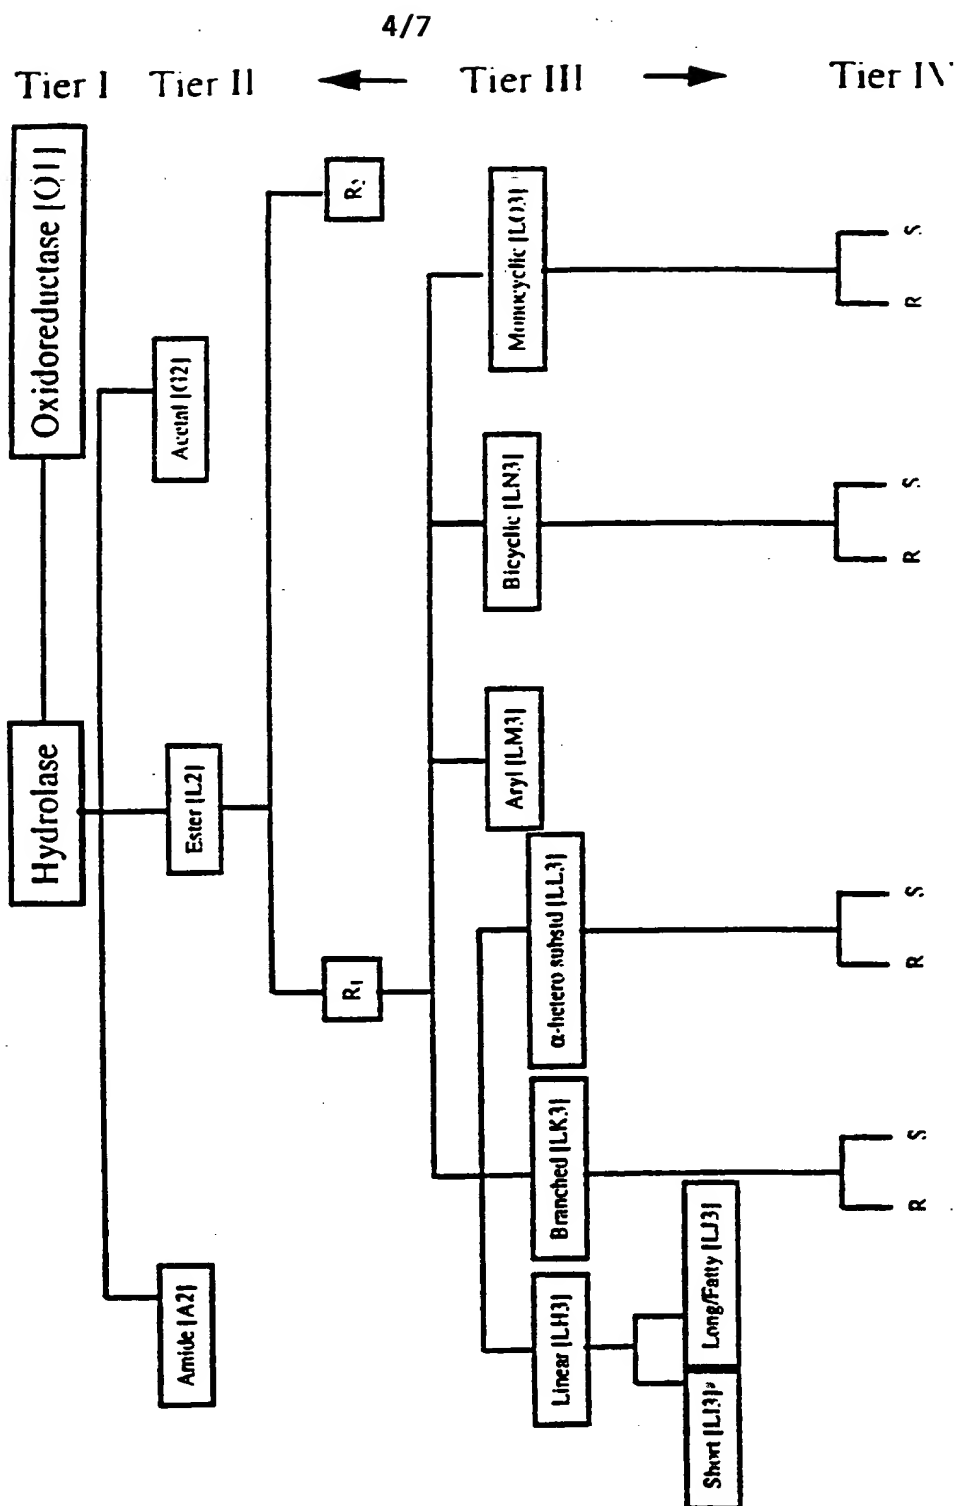 4/7
Tier I Tier II Tier III Tier IV
Oxidoreductase [O1]
Hydrolase
Acetal [G2]
Ester [L2]
Amide [A2]
R2
R1
Monocyclic [LO3]
Bicyclic [LN3]
Aryl [LM3]
α-hetero substd [LL3]
Branched [LK3]
Linear [LH3]
Long/Fatty [LJ3]
Short [LI3]*
R S
R S
R S
R S